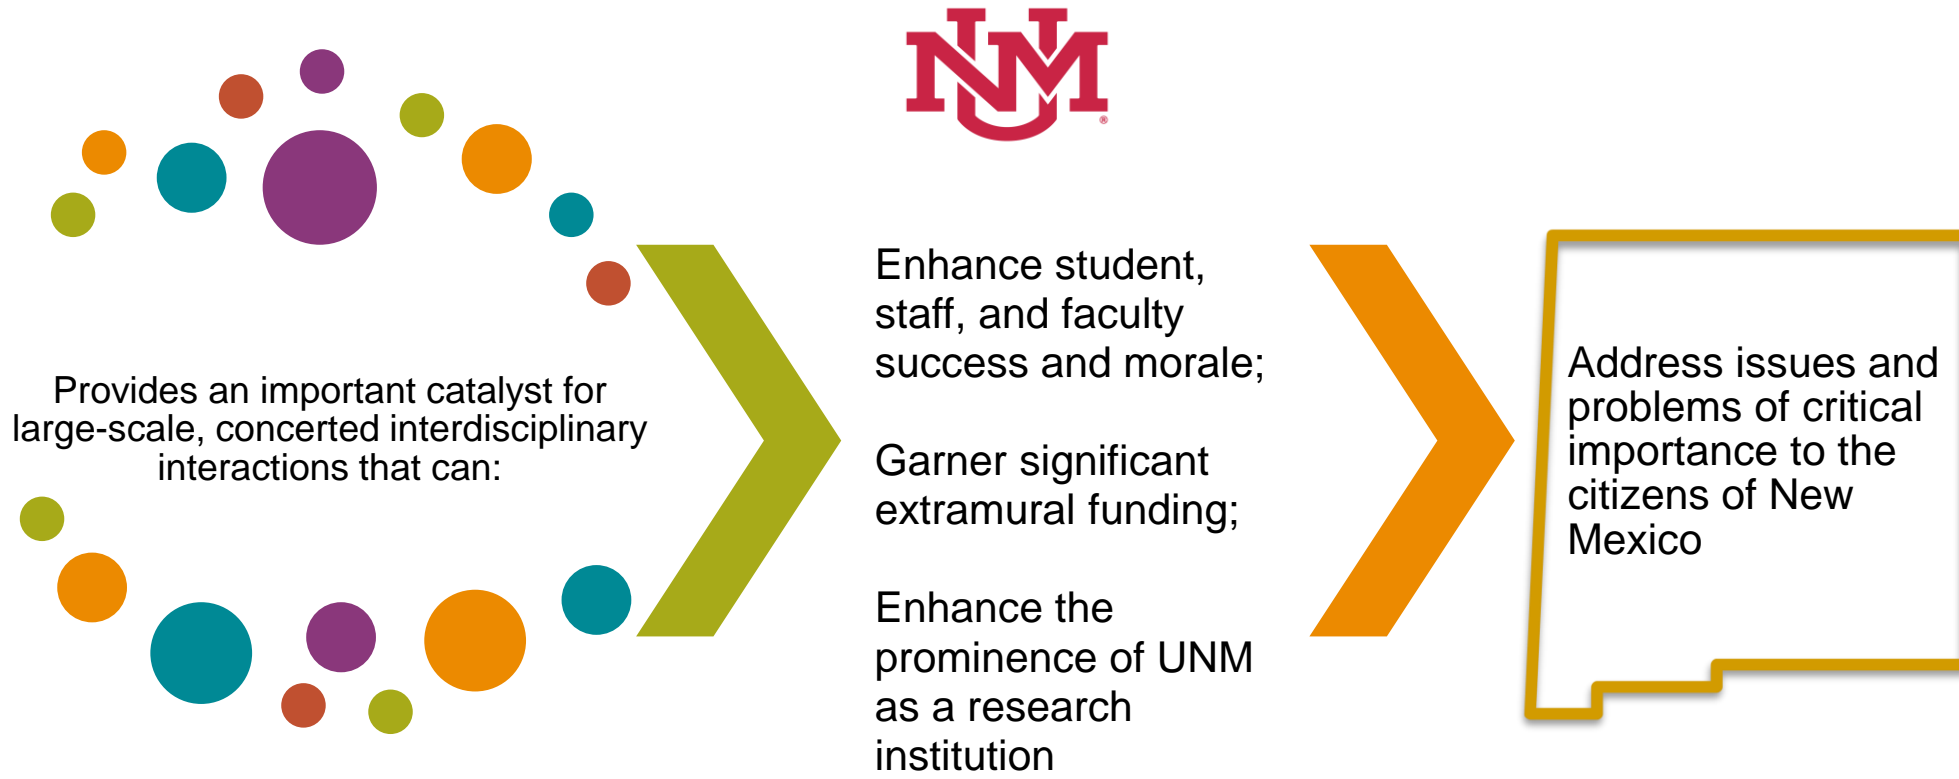 UNM
®
Provides an important catalyst for
large-scale, concerted interdisciplinary
interactions that can:
Enhance student,
staff, and faculty
success and morale;
Garner significant
extramural funding;
Enhance the
prominence of UNM
as a research
institution
Address issues and
problems of critical
importance to the
citizens of New
Mexico